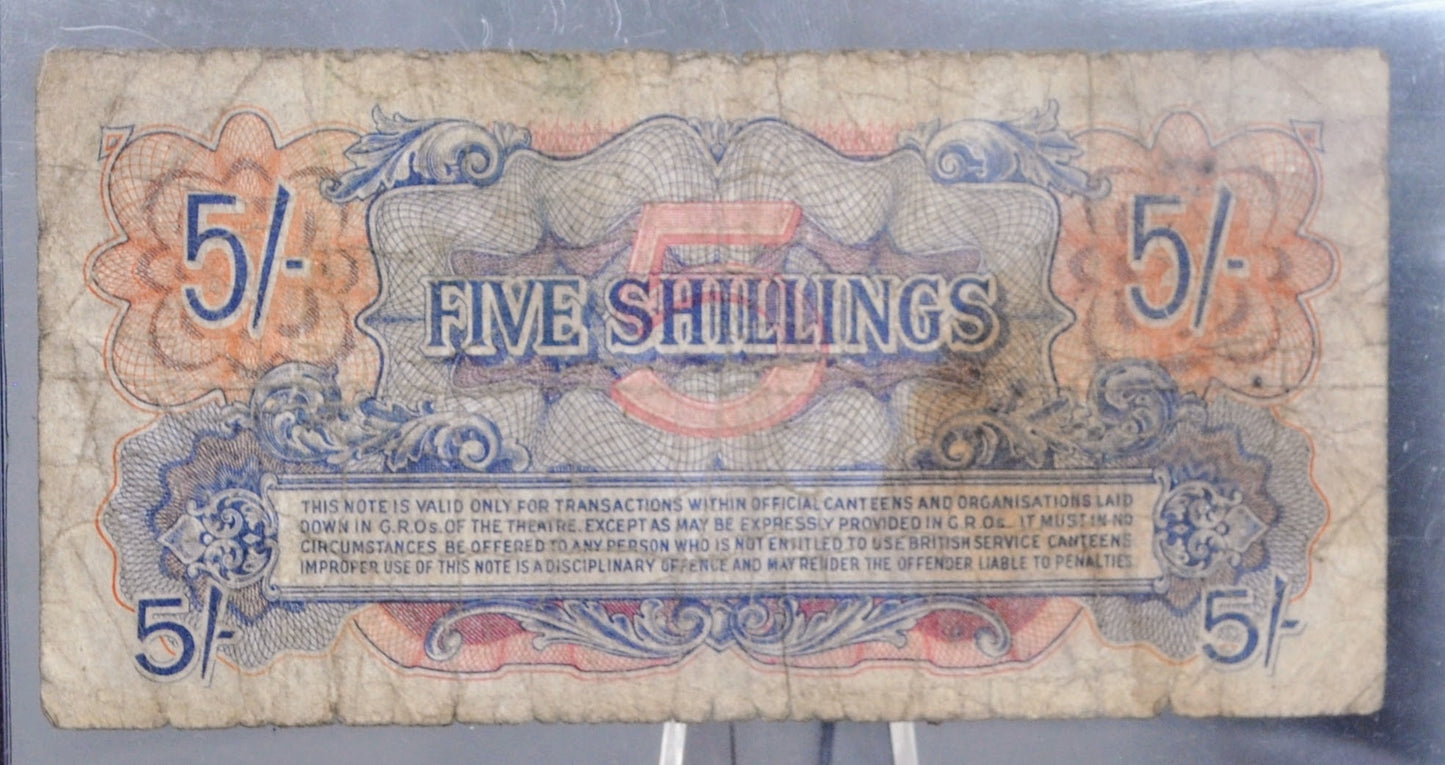 5/- 5/-
5
FIVE SHILLINGS
THIS NOTE IS VALID ONLY FOR TRANSACTIONS WITHIN OFFICIAL CANTEENS AND ORGANISATIONS LAID
DOWN IN G.R.Os. OF THE THEATRE. EXCEPT AS MAY BE EXPRESSLY PROVIDED IN G.R.Os. IT MUST IN NO
CIRCUMSTANCES BE OFFERED TO ANY PERSON WHO IS NOT ENTITLED TO USE BRITISH SERVICE CANTEENS
IMPROPER USE OF THIS NOTE IS A DISCIPLINARY OFFENCE AND MAY RENDER THE OFFENDER LIABLE TO PENALTIES.
5/- 5/-